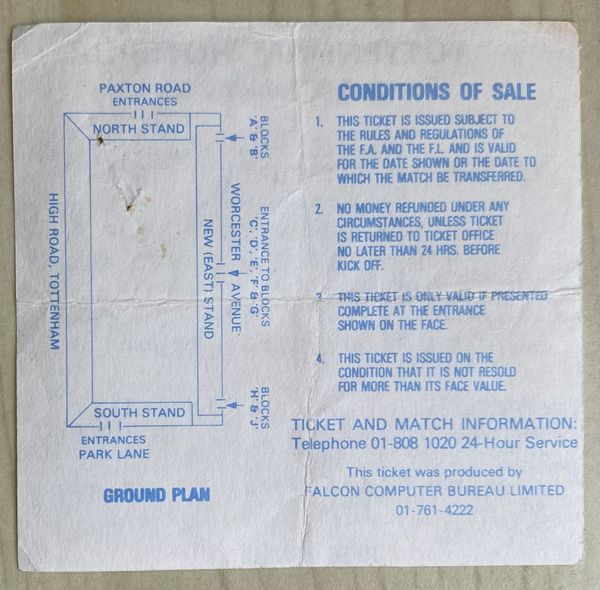 PAXTON ROAD
ENTRANCES
NORTH STAND
BLOCKS
'A' & 'B'
HIGH ROAD, TOTTENHAM
NEW (EAST) STAND
WORCESTER AVENUE
ENTRANCE TO BLOCKS
'C', 'D', 'E', 'F' & 'G'
BLOCKS
'H' & 'J'
SOUTH STAND
ENTRANCES
PARK LANE
GROUND PLAN
CONDITIONS OF SALE
1. THIS TICKET IS ISSUED SUBJECT TO
THE RULES AND REGULATIONS OF
THE F.A. AND THE F.L. AND IS VALID
FOR THE DATE SHOWN OR THE DATE TO
WHICH THE MATCH BE TRANSFERRED.
2. NO MONEY REFUNDED UNDER ANY
CIRCUMSTANCES, UNLESS TICKET
IS RETURNED TO TICKET OFFICE
NO LATER THAN 24 HRS. BEFORE
KICK OFF.
3. THIS TICKET IS ONLY VALID IF PRESENTED
COMPLETE AT THE ENTRANCE
SHOWN ON THE FACE.
4. THIS TICKET IS ISSUED ON THE
CONDITION THAT IT IS NOT RESOLD
FOR MORE THAN ITS FACE VALUE.
TICKET AND MATCH INFORMATION:
Telephone 01-808 1020 24-Hour Service
This ticket was produced by
FALCON COMPUTER BUREAU LIMITED
01-761-4222